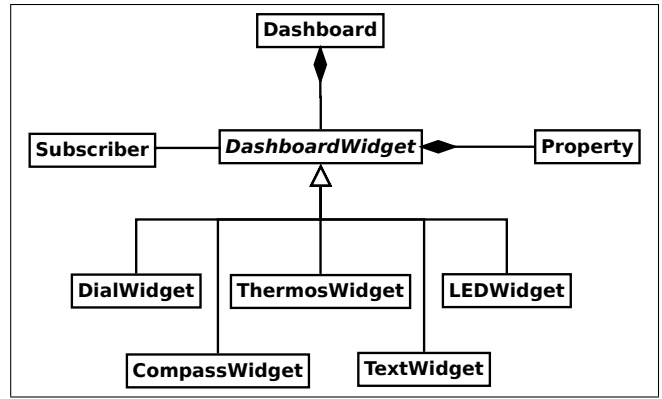 Dashboard
Subscriber
DashboardWidget
Property
DialWidget
ThermosWidget
LEDWidget
CompassWidget
TextWidget